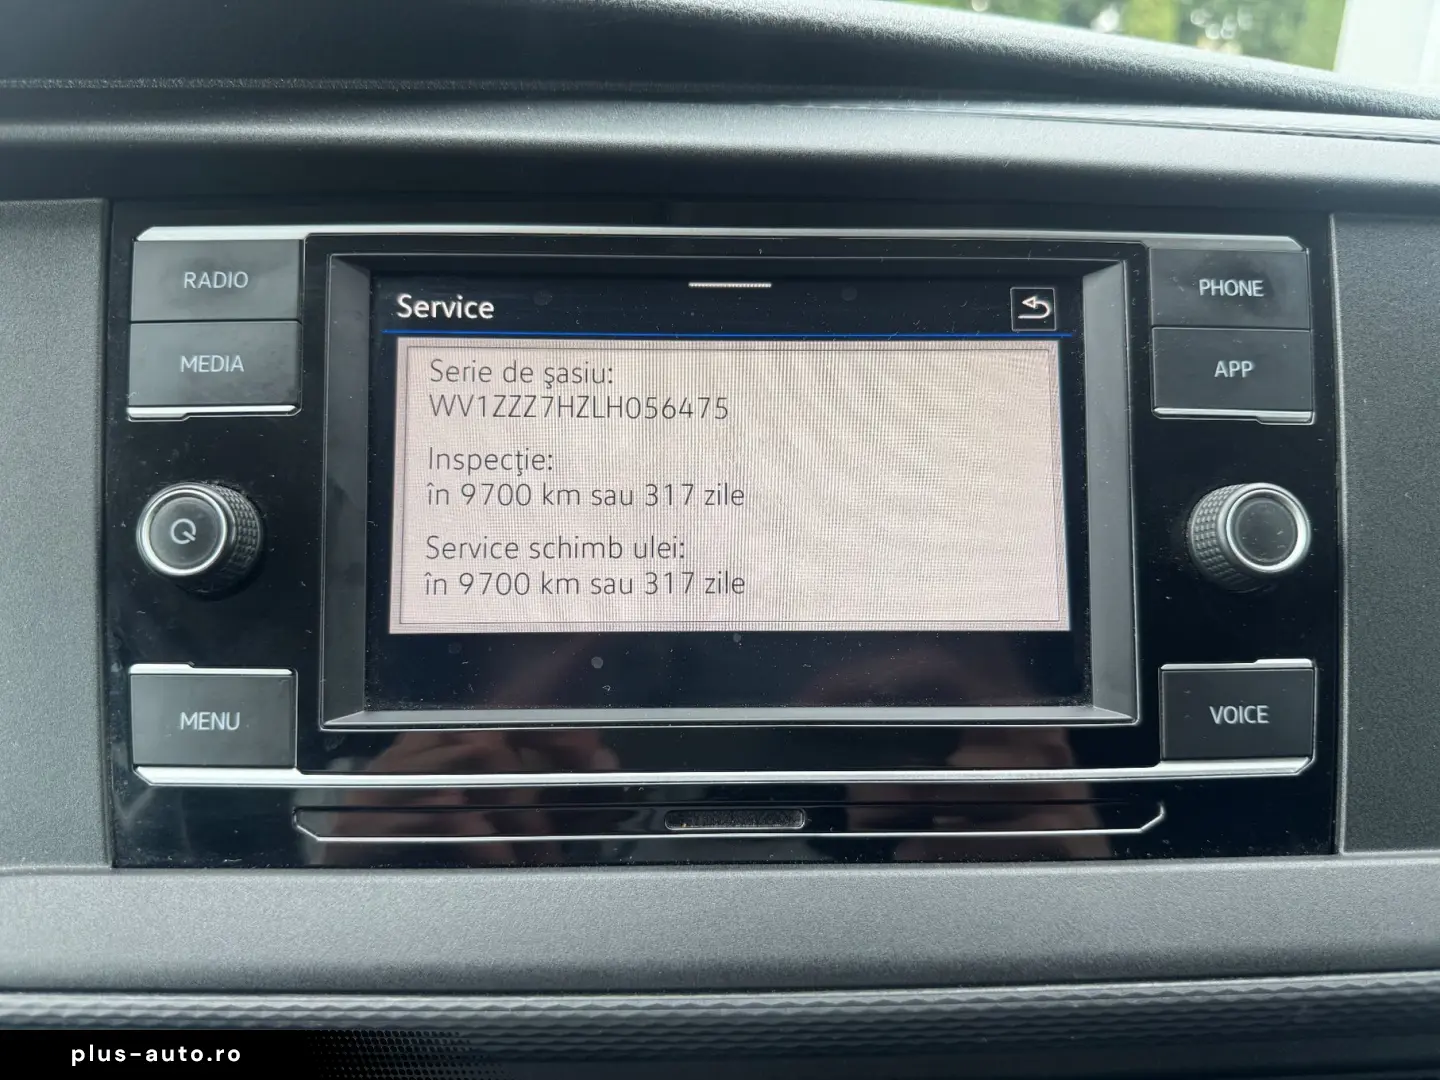 RADIO
MEDIA
MENU
Service
Serie de şasiu:
WV1ZZZ7HZLH056475
Inspecţie:
în 9700 km sau 317 zile
Service schimb ulei:
în 9700 km sau 317 zile
PHONE
APP
VOICE
plus-auto.ro